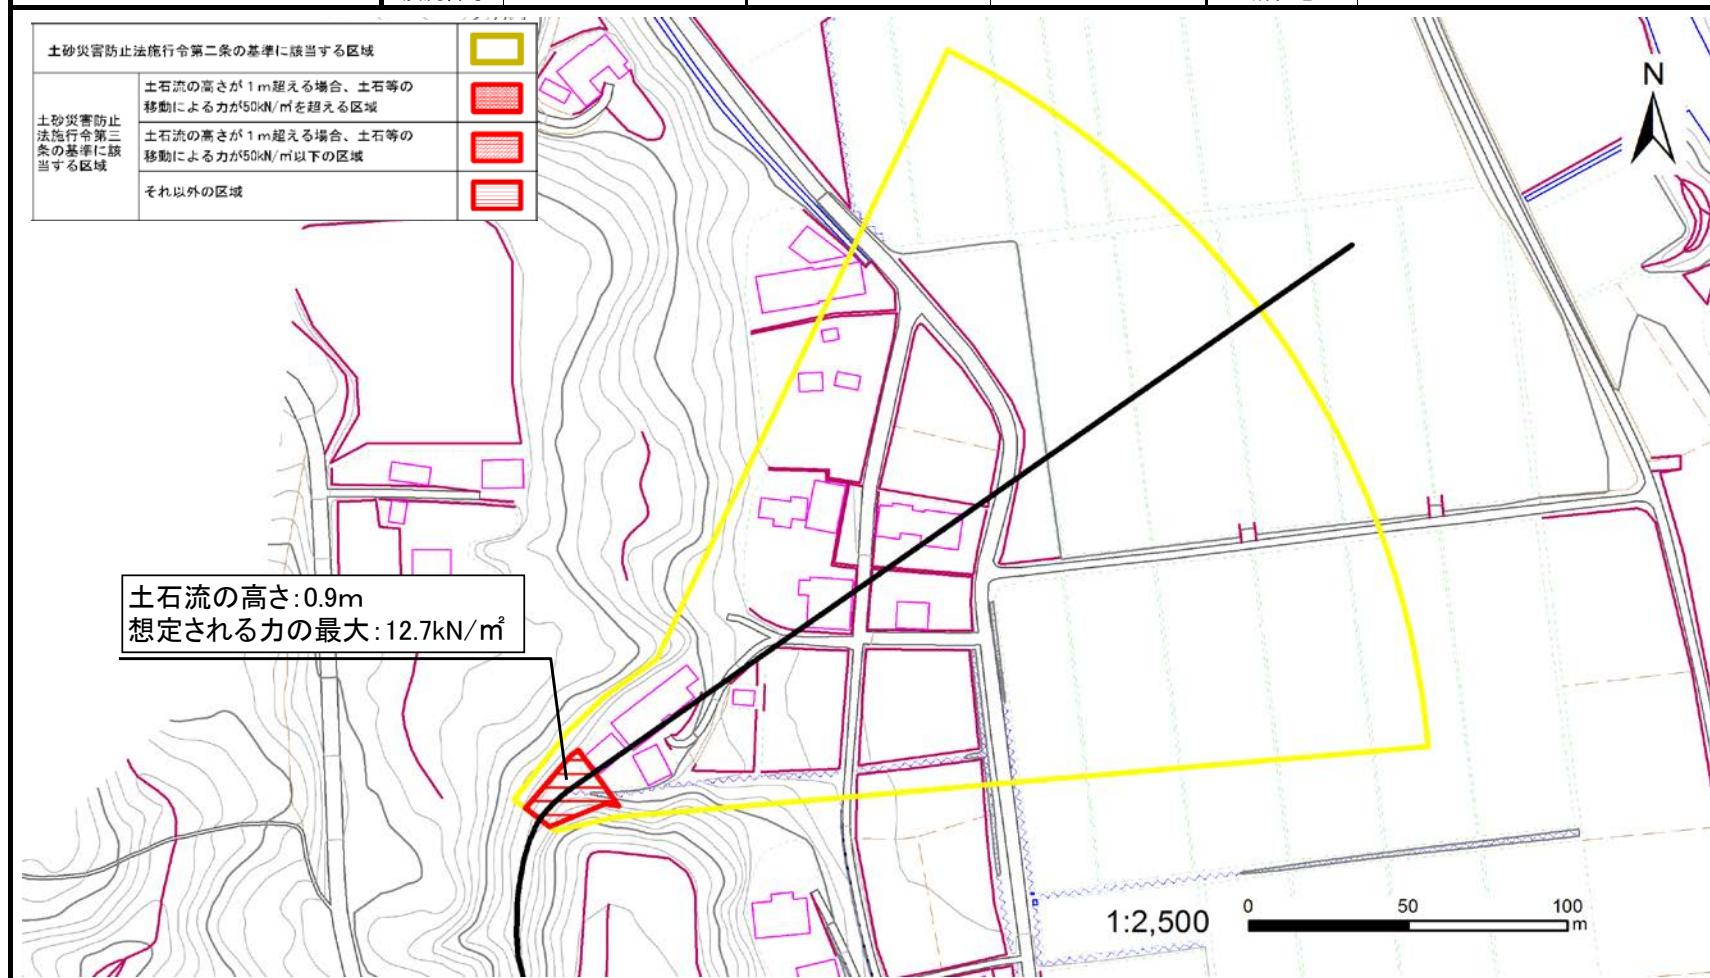 土砂災害防止法施行令第二条の基準に該当する区域
土砂災害防止
法施行令第三
条の基準に該
当する区域
土石流の高さが1m超える場合、土石等の
移動による力が50kN/㎡を超える区域
土石流の高さが1m超える場合、土石等の
移動による力が50kN/㎡以下の区域
それ以外の区域
N
土石流の高さ:0.9m
想定される力の最大:12.7kN/㎡
1:2,500
0 50 100
m